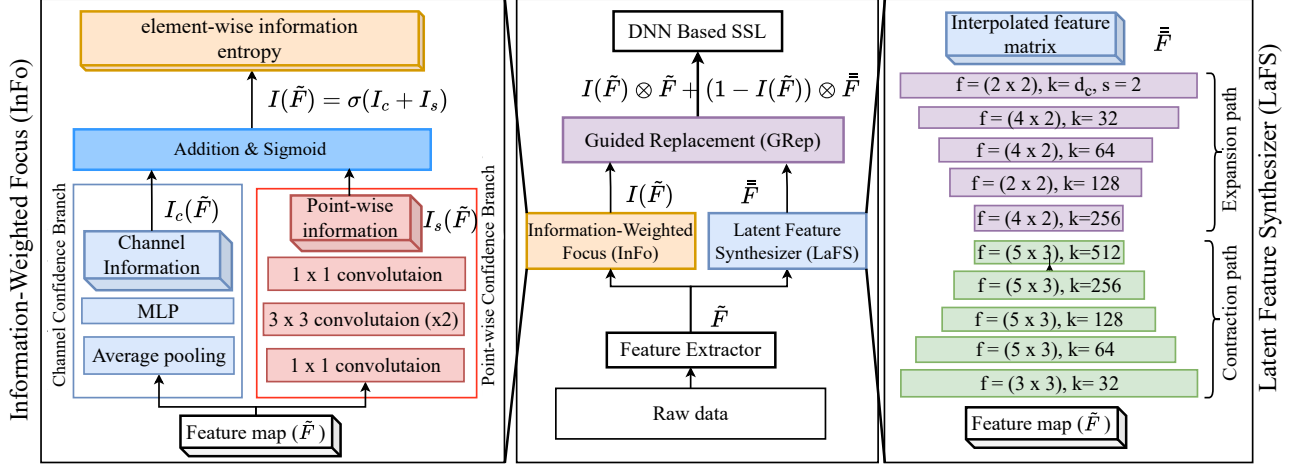 Information-Weighted Focus (InFo)
element-wise information
entropy
I(F̃) = σ(I_c + I_s)
Addition & Sigmoid
Channel Confidence Branch
I_c(F̃)
Channel
Information
MLP
Average pooling
Point-wise
information
I_s(F̃)
1 x 1 convolutaion
3 x 3 convolutaion (x2)
1 x 1 convolutaion
Point-wise Confidence Branch
Feature map (F̃)
DNN Based SSL
I(F̃) ⊗ F̃ + (1 - I(F̃)) ⊗ F̿
Guided Replacement (GRep)
I(F̃)
F̿
Information-Weighted
Focus (InFo)
Latent Feature
Synthesizer (LaFS)
F̃
Feature Extractor
Raw data
Interpolated feature
matrix
F̿
f = (2 x 2), k= d_c, s = 2
f = (4 x 2), k= 32
f = (4 x 2), k= 64
f = (2 x 2), k= 128
f = (4 x 2), k=256
Expansion path
f = (5 x 3), k=512
f = (5 x 3), k=256
f = (5 x 3), k= 128
f = (5 x 3), k= 64
f = (3 x 3), k= 32
Contraction path
Feature map (F̃)
Latent Feature Synthesizer (LaFS)